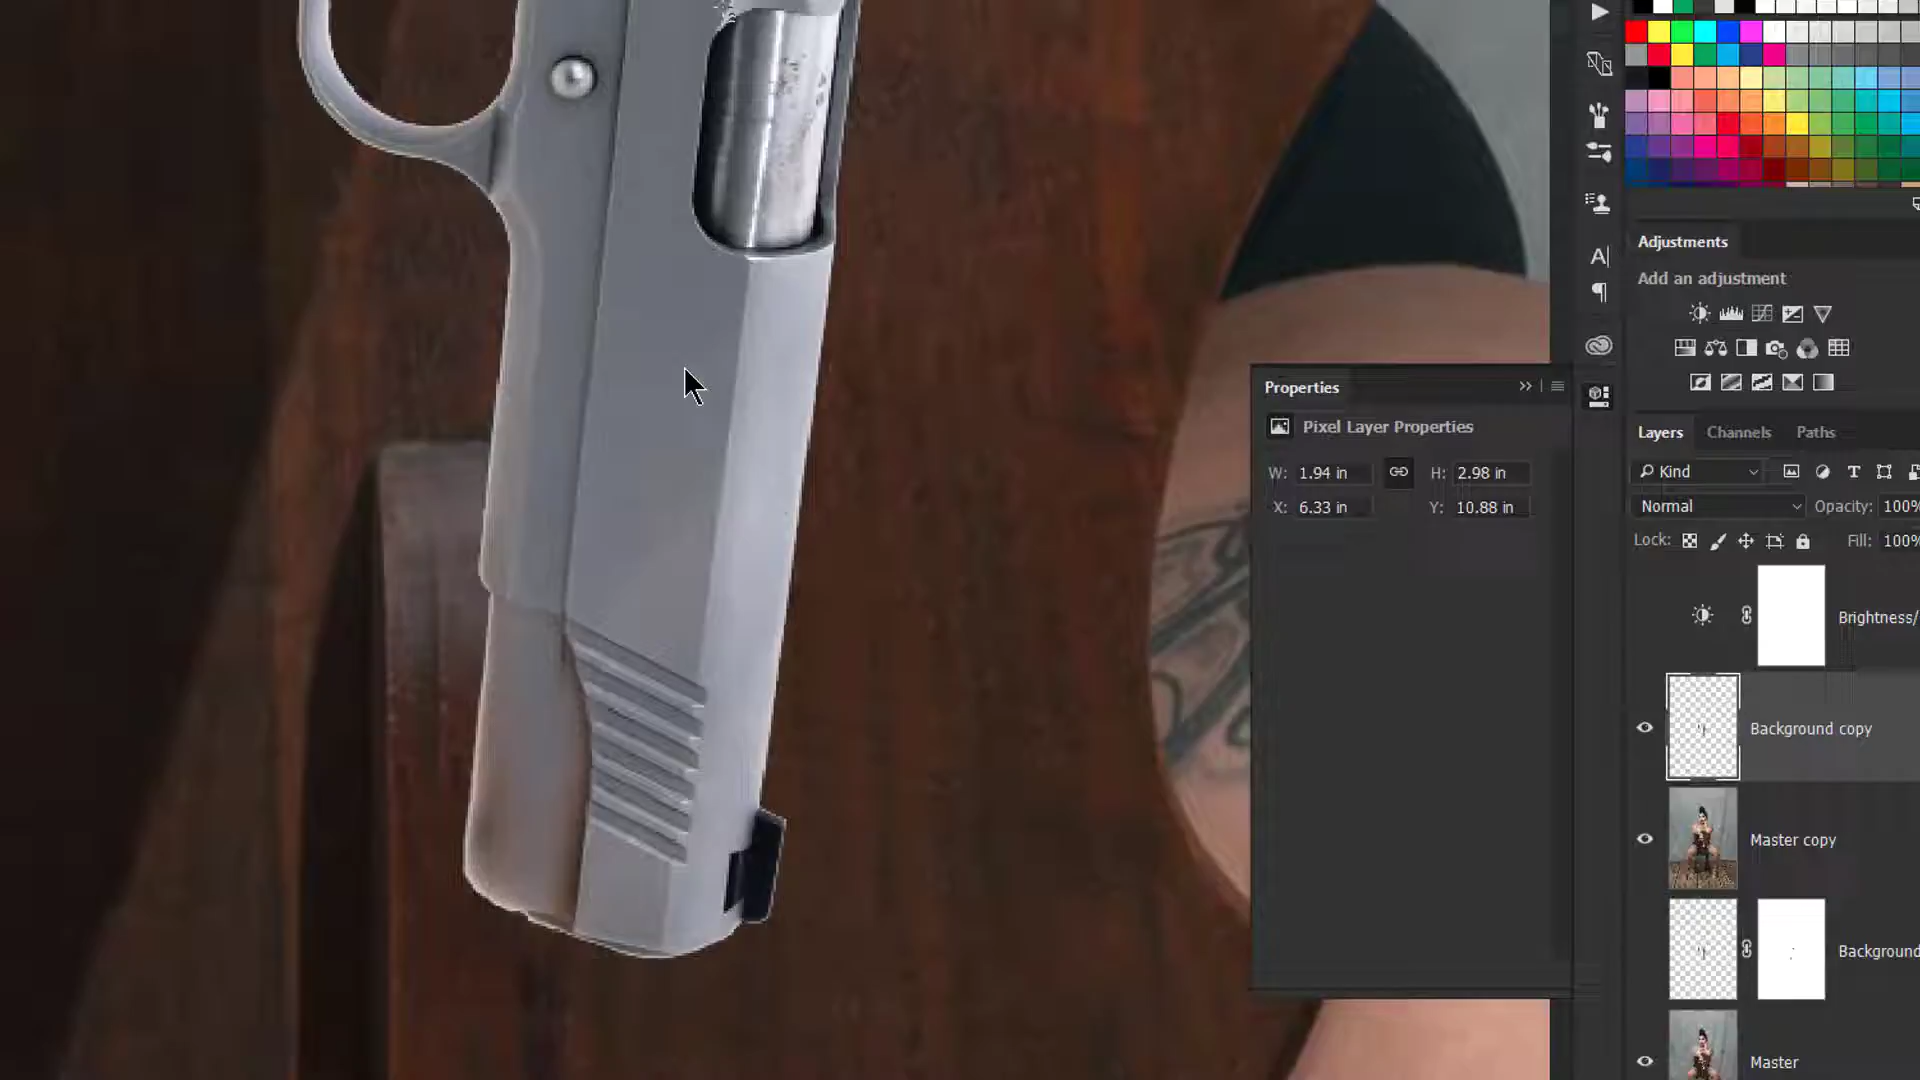 Adjustments
Add an adjustment
Properties
Pixel Layer Properties
W: 1.94 in H: 2.98 in
X: 6.33 in Y: 10.88 in
Layers Channels Paths
Kind
Normal Opacity: 100%
Lock: Fill: 100%
Brightness/
Background copy
Master copy
Background
Master